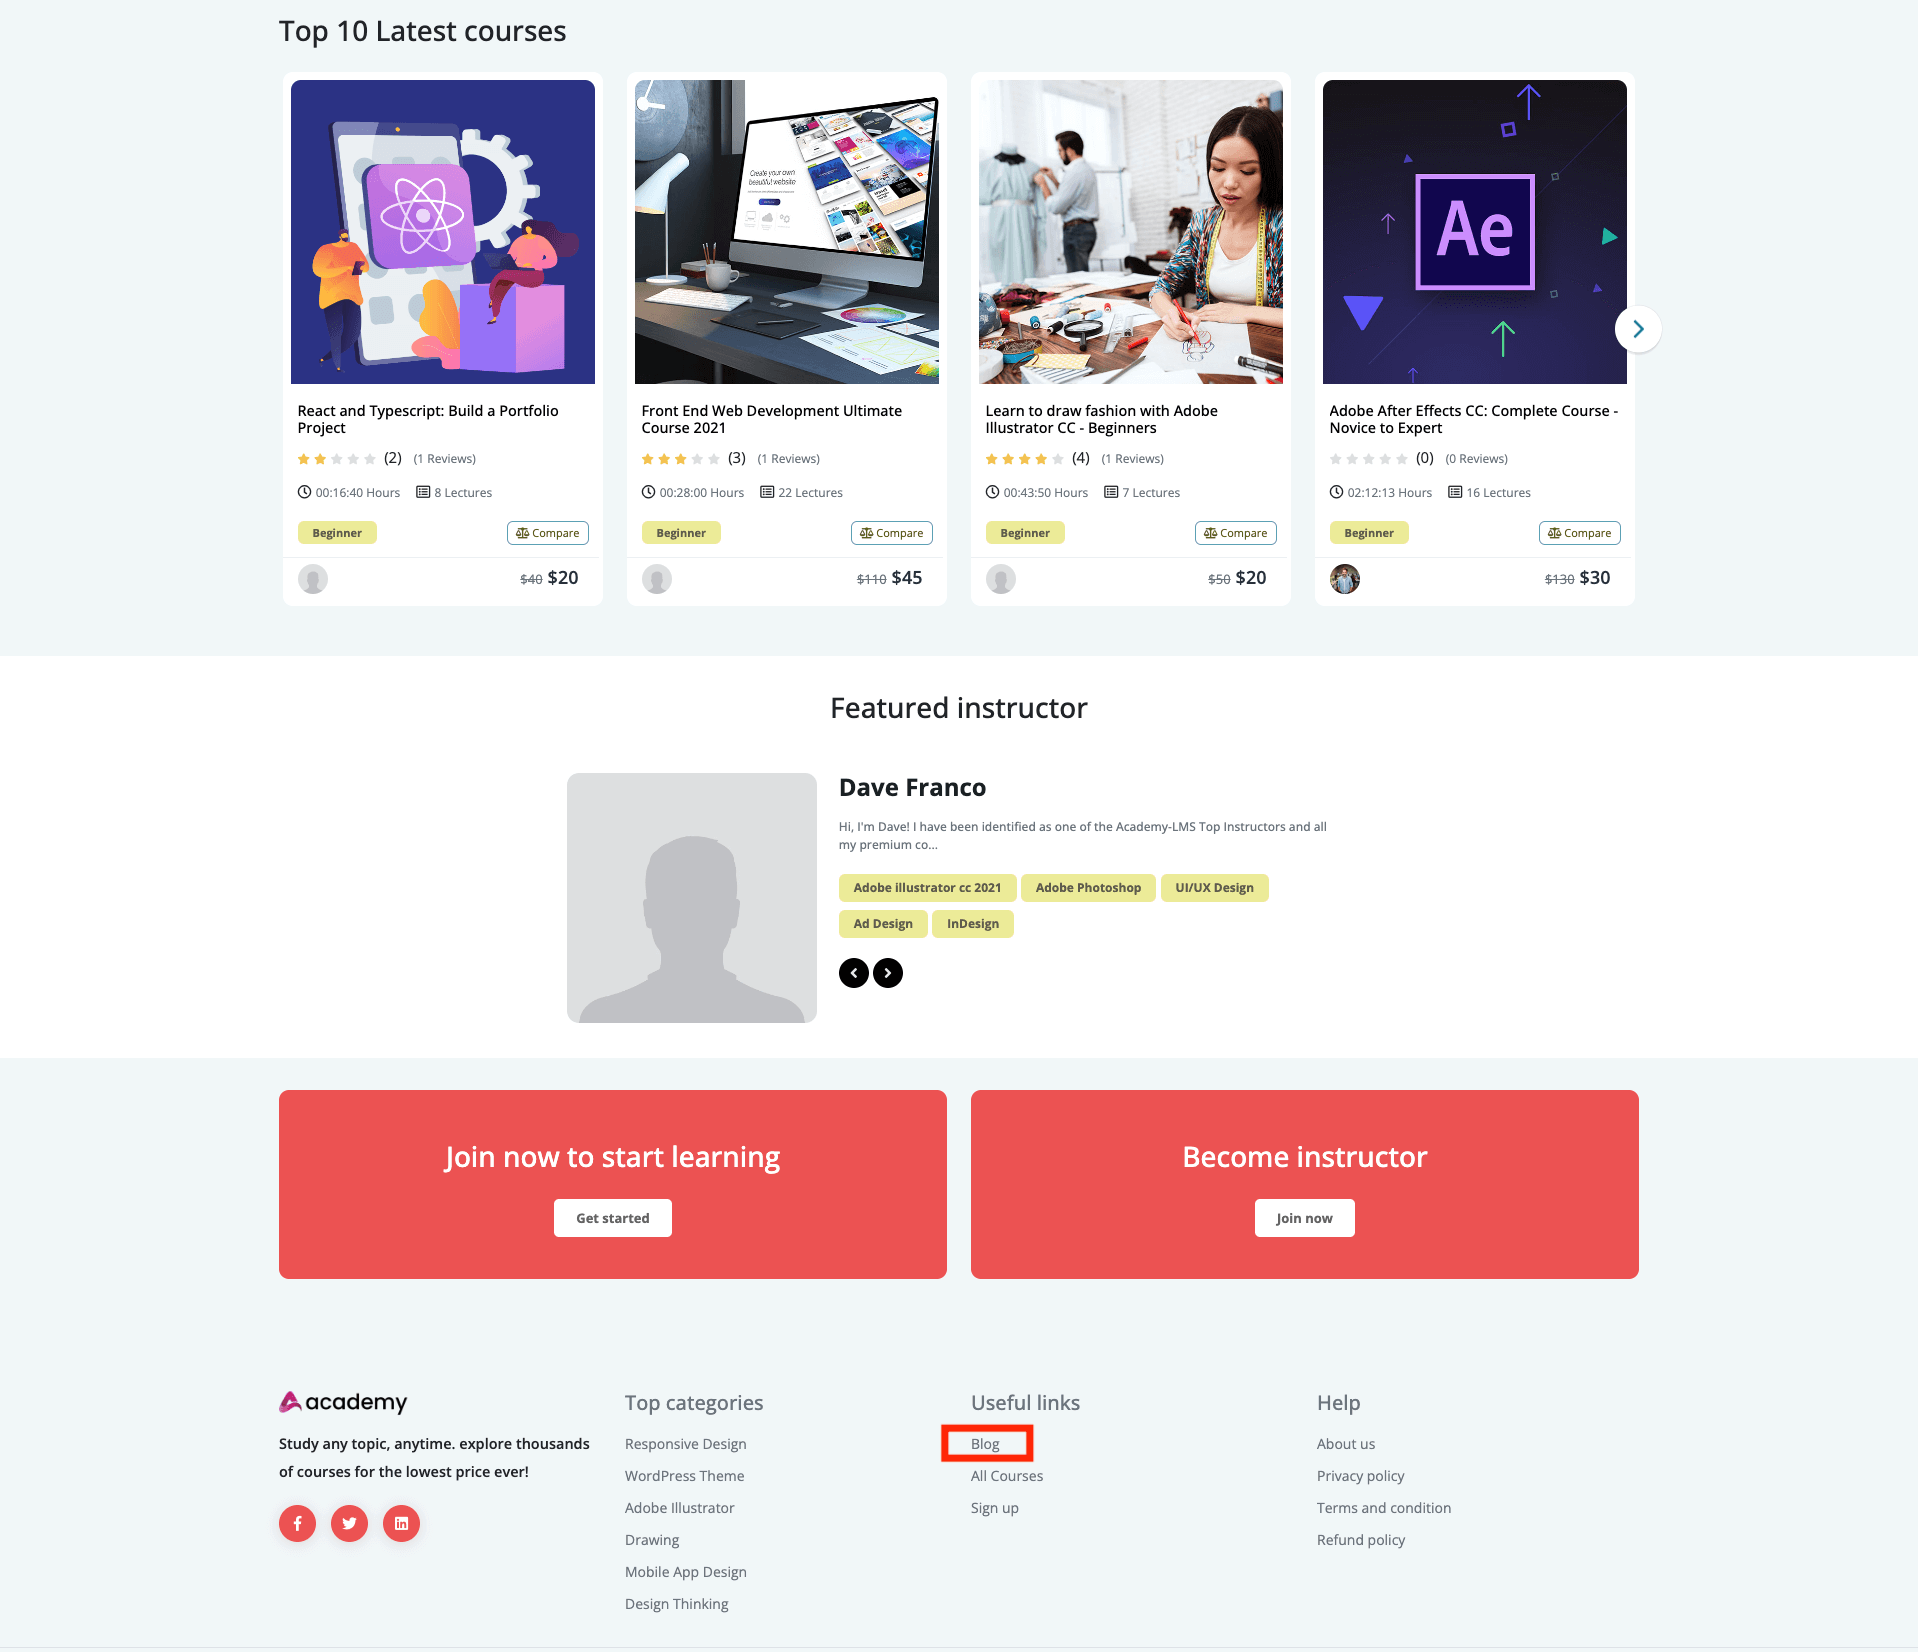 Top 10 Latest courses
Create your own
beautiful website
Ae
React and Typescript: Build a Portfolio
Project
(2) (1 Reviews)
00:16:40 Hours 8 Lectures
Beginner Compare
$40 $20
Front End Web Development Ultimate
Course 2021
(3) (1 Reviews)
00:28:00 Hours 22 Lectures
Beginner Compare
$110 $45
Learn to draw fashion with Adobe
Illustrator CC - Beginners
(4) (1 Reviews)
00:43:50 Hours 7 Lectures
Beginner Compare
$50 $20
Adobe After Effects CC: Complete Course -
Novice to Expert
(0) (0 Reviews)
02:12:13 Hours 16 Lectures
Beginner Compare
$130 $30
Featured instructor
Dave Franco
Hi, I'm Dave! I have been identified as one of the Academy-LMS Top Instructors and all
my premium co...
Adobe illustrator cc 2021 Adobe Photoshop UI/UX Design
Ad Design InDesign
Join now to start learning
Get started
Become instructor
Join now
academy
Study any topic, anytime. explore thousands
of courses for the lowest price ever!
Top categories
Responsive Design
WordPress Theme
Adobe Illustrator
Drawing
Mobile App Design
Design Thinking
Useful links
Blog
All Courses
Sign up
Help
About us
Privacy policy
Terms and condition
Refund policy